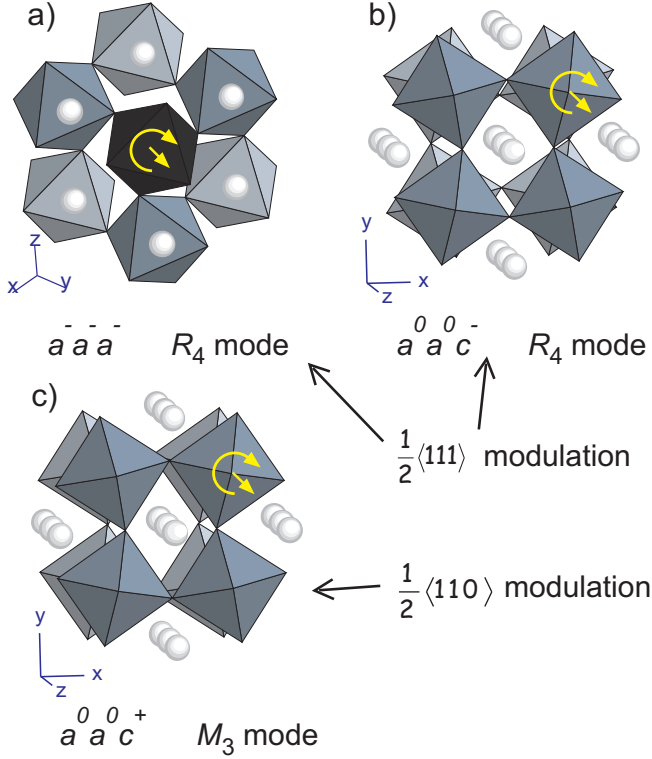 a)
z
x y
a⁻a⁻a⁻ R₄ mode
b)
y
x
z
a⁰a⁰c⁻ R₄ mode
½⟨111⟩ modulation
c)
½⟨110⟩ modulation
y
x
z
a⁰a⁰c⁺ M₃ mode